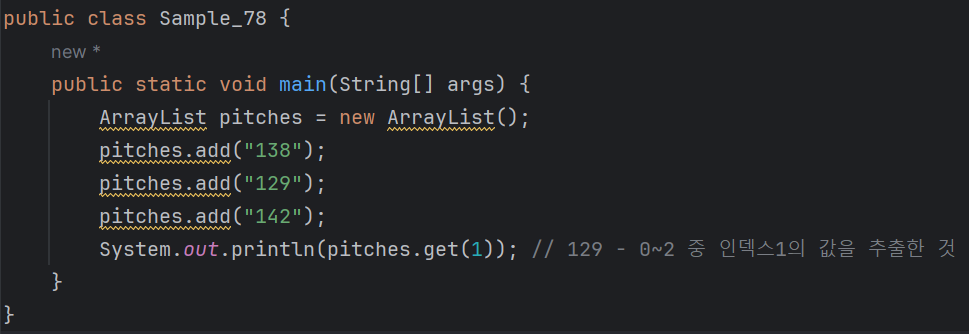 public class Sample_78 {
new *
public static void main(String[] args) {
ArrayList pitches = new ArrayList();
pitches.add("138");
pitches.add("129");
pitches.add("142");
System.out.println(pitches.get(1)); // 129 - 0~2 중 인덱스1의 값을 추출한 것
}
}